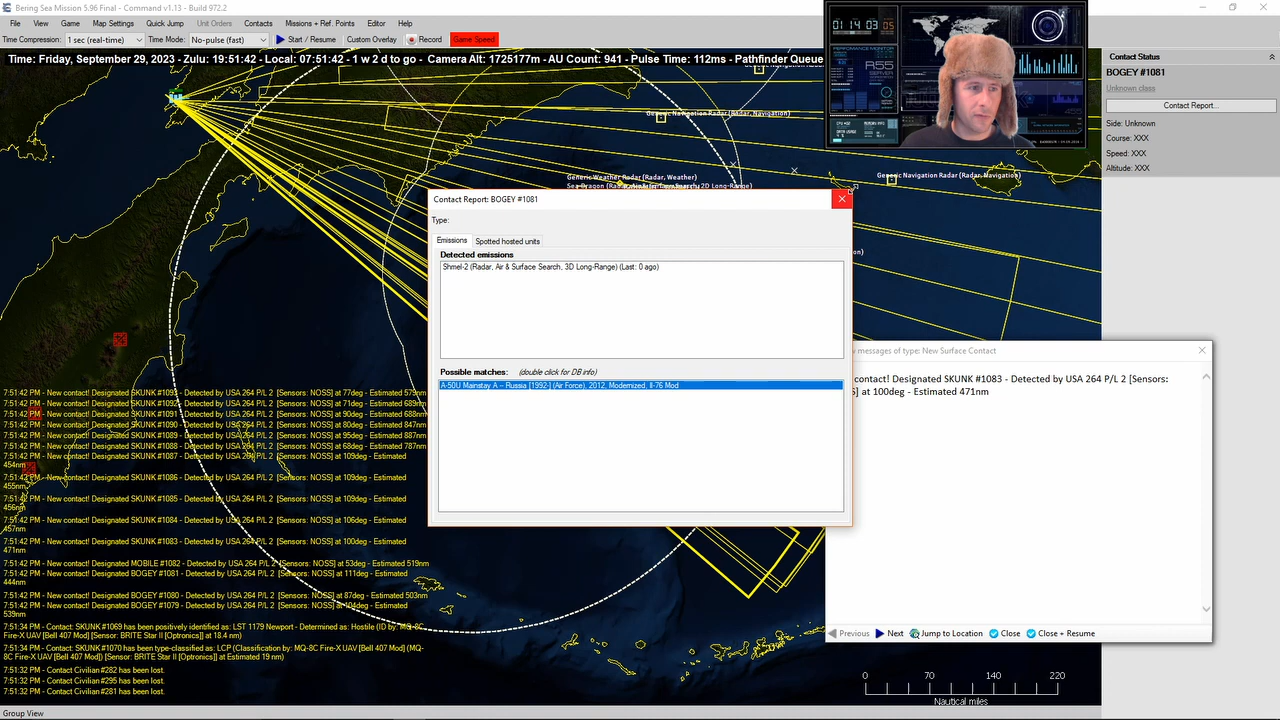 Bering Sea Mission 5.96 Final - Command v1.13 - Build 972.2
File View Game Map Settings Quick Jump Unit Orders Contacts Missions + Ref. Points Editor Help
Time Compression: 1 sec (real-time) Time Mode: No-pulse (fast) Start / Resume Custom Overlay Record Game Speed
Time: Friday, September 2023 Zulu: 19:51:42 - Local: 07:51:42 - 1 w 2 d to go - Camera Alt: 1725177m - AU Count: 941 - Pulse Time: 112ms - Pathfinder Queue
Contact Status
BOGEY #1081
Unknown class
Contact Report...
Side: Unknown
Course: XXX
Speed: XXX
Altitude: XXX
Generic Navigation Radar (Radar, Navigation)
Generic Weather Radar (Radar, Weather)
Generic Navigation Radar (Radar, Navigation)
Contact Report: BOGEY #1081
Type:
Emissions Spotted hosted units
Detected emissions
Shmel-2 (Radar, Air & Surface Search, 3D Long-Range) (Last: 0 ago)
Possible matches: (double click for DB info)
A-50U Mainstay A -- Russia [1992-] (Air Force), 2012, Modernized, Il-76 Mod
messages of type: New Surface Contact
contact! Designated SKUNK #1083 - Detected by USA 264 P/L 2 [Sensors:
] at 100deg - Estimated 471nm
Previous Next Jump to Location Close Close + Resume
7:51:42 PM - New contact! Designated SKUNK #1093 - Detected by USA 264 P/L 2 [Sensors: NOSS] at 77deg - Estimated 579nm
7:51:42 PM - New contact! Designated SKUNK #1092 - Detected by USA 264 P/L 2 [Sensors: NOSS] at 71deg - Estimated 689nm
7:51:42 PM - New contact! Designated SKUNK #1091 - Detected by USA 264 P/L 2 [Sensors: NOSS] at 90deg - Estimated 688nm
7:51:42 PM - New contact! Designated SKUNK #1090 - Detected by USA 264 P/L 2 [Sensors: NOSS] at 80deg - Estimated 847nm
7:51:42 PM - New contact! Designated SKUNK #1089 - Detected by USA 264 P/L 2 [Sensors: NOSS] at 95deg - Estimated 887nm
7:51:42 PM - New contact! Designated SKUNK #1088 - Detected by USA 264 P/L 2 [Sensors: NOSS] at 68deg - Estimated 787nm
7:51:42 PM - New contact! Designated SKUNK #1087 - Detected by USA 264 P/L 2 [Sensors: NOSS] at 109deg - Estimated
454nm
7:51:42 PM - New contact! Designated SKUNK #1086 - Detected by USA 264 P/L 2 [Sensors: NOSS] at 109deg - Estimated
455nm
7:51:42 PM - New contact! Designated SKUNK #1085 - Detected by USA 264 P/L 2 [Sensors: NOSS] at 109deg - Estimated
456nm
7:51:42 PM - New contact! Designated SKUNK #1084 - Detected by USA 264 P/L 2 [Sensors: NOSS] at 106deg - Estimated
457nm
7:51:42 PM - New contact! Designated SKUNK #1083 - Detected by USA 264 P/L 2 [Sensors: NOSS] at 100deg - Estimated
471nm
7:51:42 PM - New contact! Designated MOBILE #1082 - Detected by USA 264 P/L 2 [Sensors: NOSS] at 53deg - Estimated 519nm
7:51:42 PM - New contact! Designated BOGEY #1081 - Detected by USA 264 P/L 2 [Sensors: NOSS] at 111deg - Estimated
444nm
7:51:42 PM - New contact! Designated BOGEY #1080 - Detected by USA 264 P/L 2 [Sensors: NOSS] at 87deg - Estimated 503nm
7:51:42 PM - New contact! Designated BOGEY #1079 - Detected by USA 264 P/L 2 [Sensors: NOSS] at 104deg - Estimated
539nm
7:51:34 PM - Contact: SKUNK #1069 has been positively identified as: LST 1179 Newport - Determined as: Hostile (ID by: MQ-8C
Fire-X UAV [Bell 407 Mod] [Sensor: BRITE Star II [Optronics]] at 18.4 nm)
7:51:34 PM - Contact: SKUNK #1070 has been type-classified as: LCP (Classification by: MQ-8C Fire-X UAV [Bell 407 Mod] (MQ-
8C Fire-X UAV [Bell 407 Mod]) [Sensor: BRITE Star II [Optronics]] at Estimated 19 nm)
7:51:32 PM - Contact Civilian #282 has been lost.
7:51:32 PM - Contact Civilian #295 has been lost.
7:51:32 PM - Contact Civilian #281 has been lost.
0 70 140 220
Nautical miles
Group View